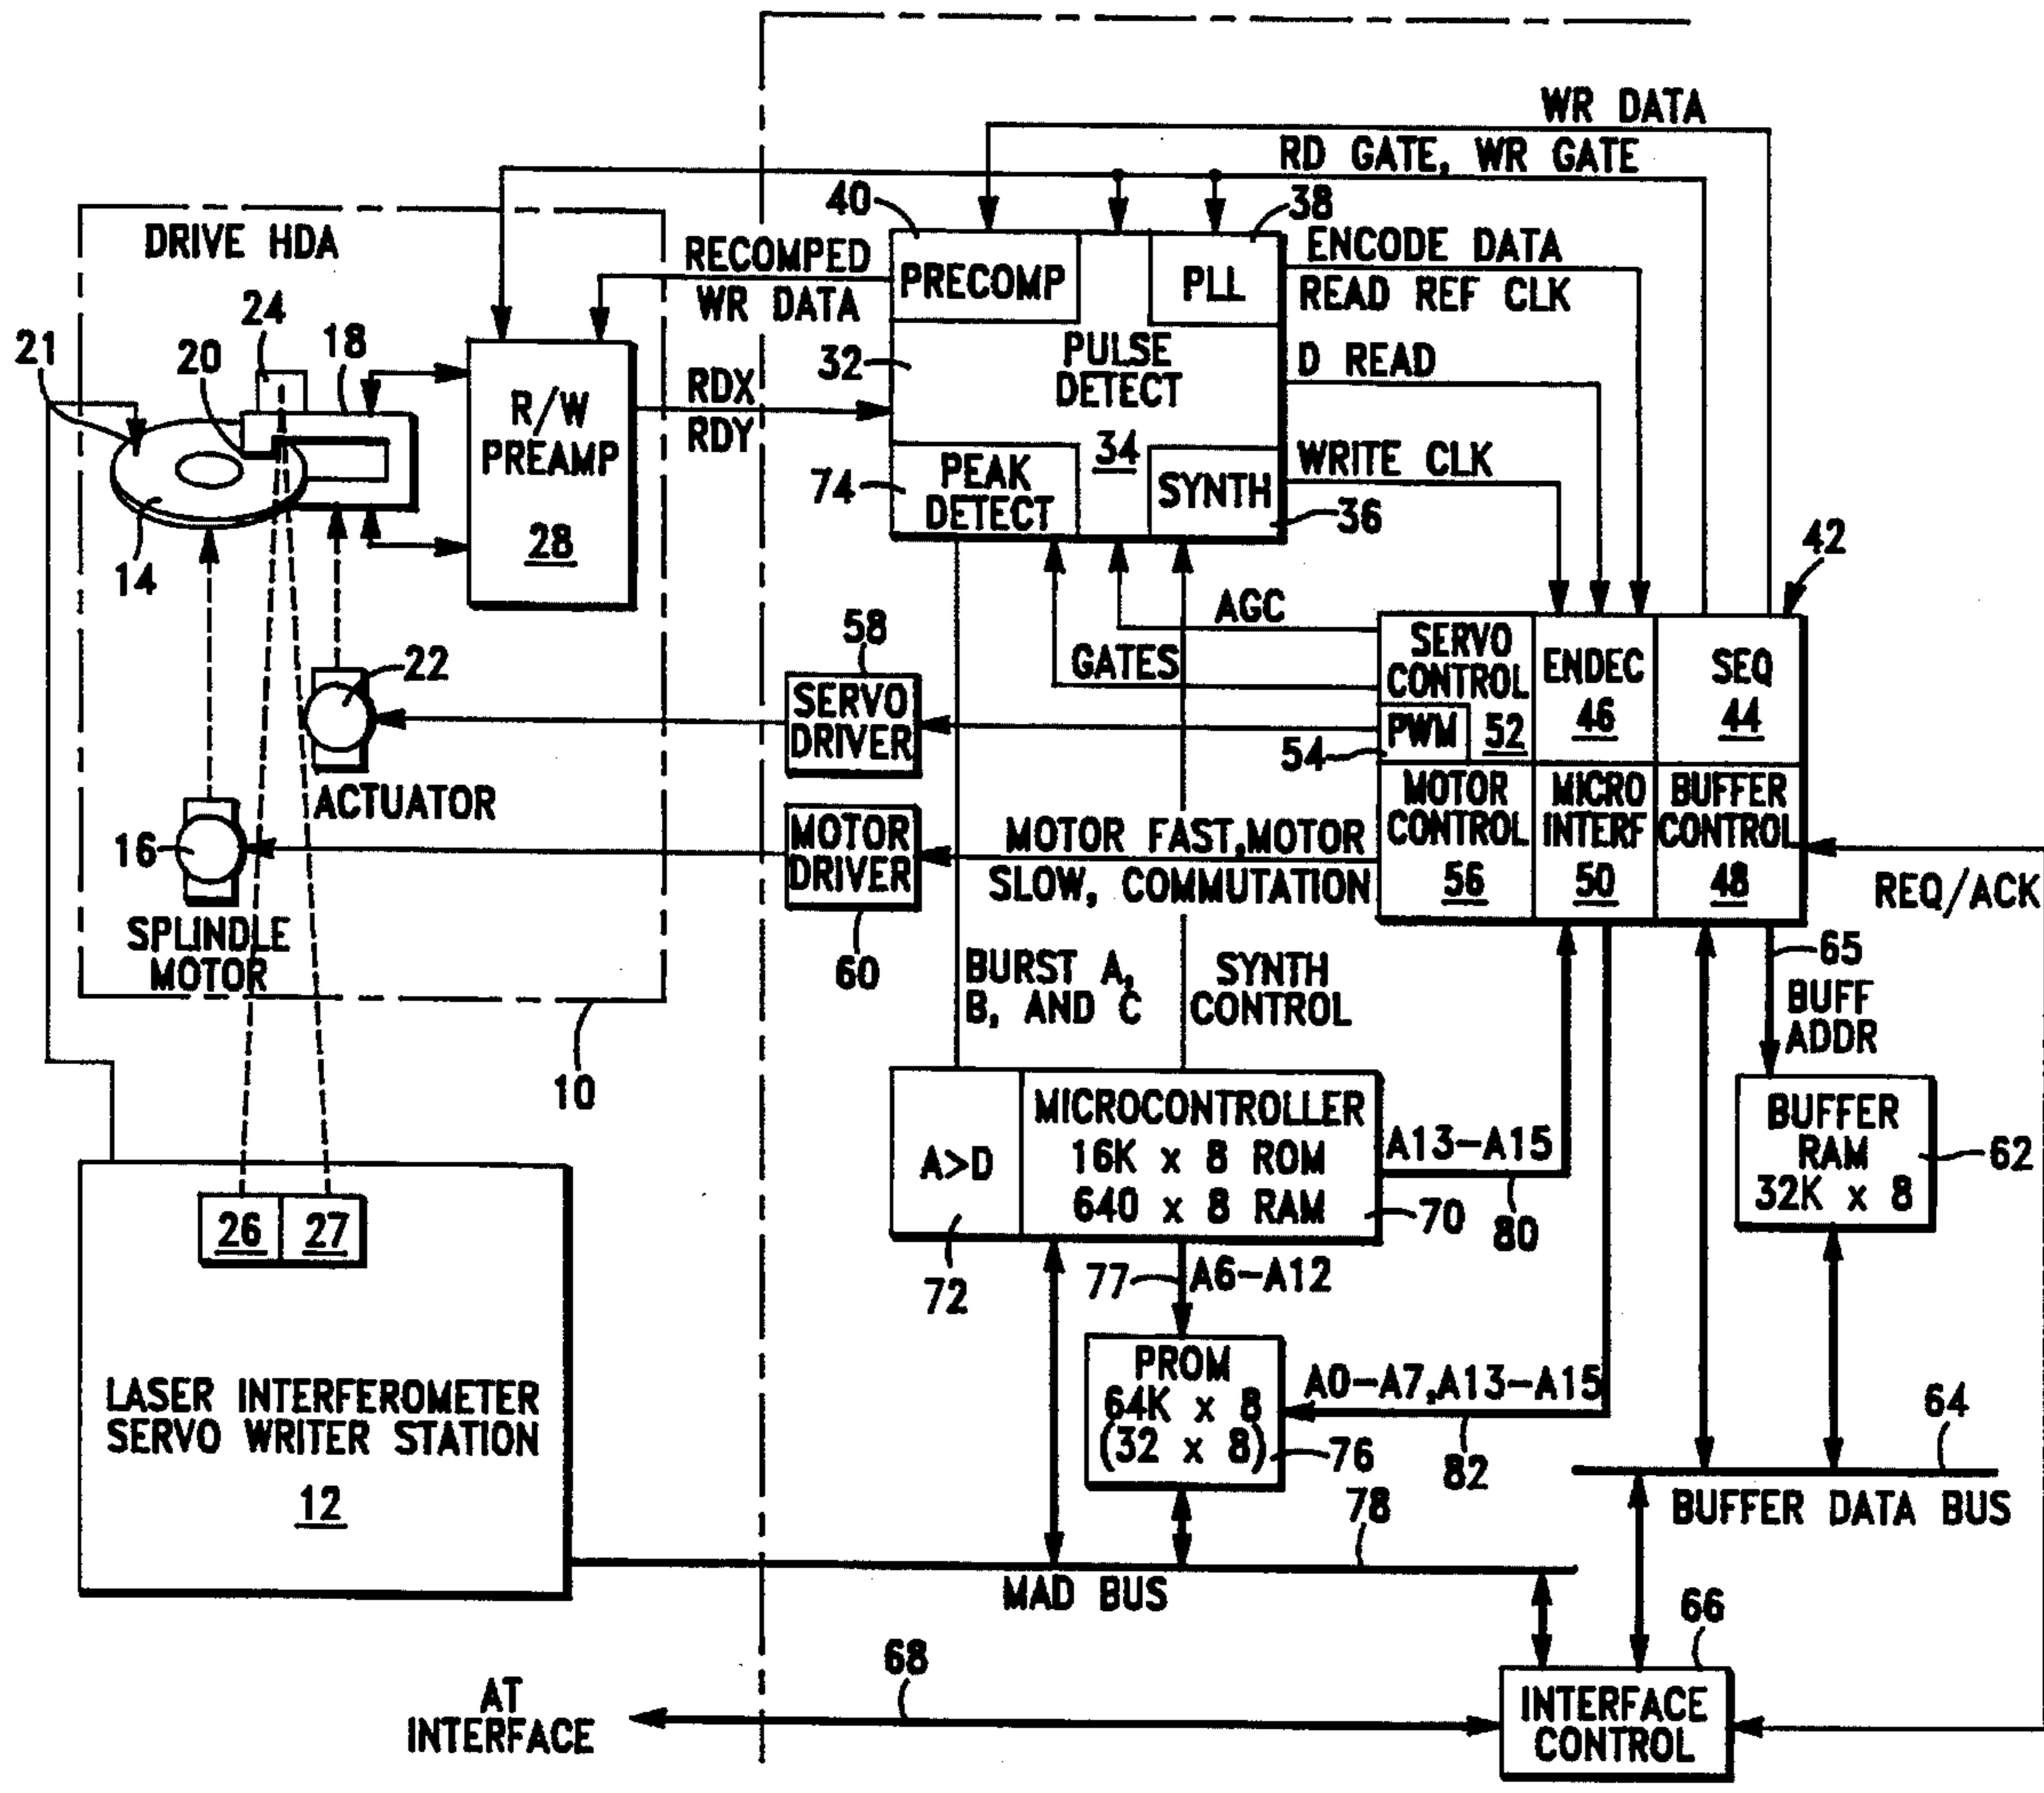 WR DATA
RD GATE, WR GATE
40
38
DRIVE HDA
RECOMPED
WR DATA
PRECOMP
PLL
ENCODE DATA
READ REF CLK
24
21
20
18
32
PULSE
DETECT
D READ
R/W
PREAMP
28
RDX
RDY
34
WRITE CLK
74
PEAK
DETECT
SYNTH
36
14
42
AGC
GATES
58
22
SERVO
DRIVER
SERVO
CONTROL
52
PWM
54
ENDEC
46
SEQ
44
ACTUATOR
16
MOTOR
DRIVER
60
MOTOR FAST,MOTOR
SLOW, COMMUTATION
MOTOR
CONTROL
56
MICRO
INTERF
50
BUFFER
CONTROL
48
REQ/ACK
SPLINDLE
MOTOR
10
BURST A,
B, AND C
SYNTH
CONTROL
65
BUFF
ADDR
A>D
72
MICROCONTROLLER
16K x 8 ROM
640 x 8 RAM
70
A13-A15
80
BUFFER
RAM
32K x 8
62
26
27
77
A6-A12
PROM
64K x 8
(32 x 8)
76
A0-A7,A13-A15
82
64
BUFFER DATA BUS
LASER INTERFEROMETER
SERVO WRITER STATION
12
78
MAD BUS
66
68
AT
INTERFACE
INTERFACE
CONTROL